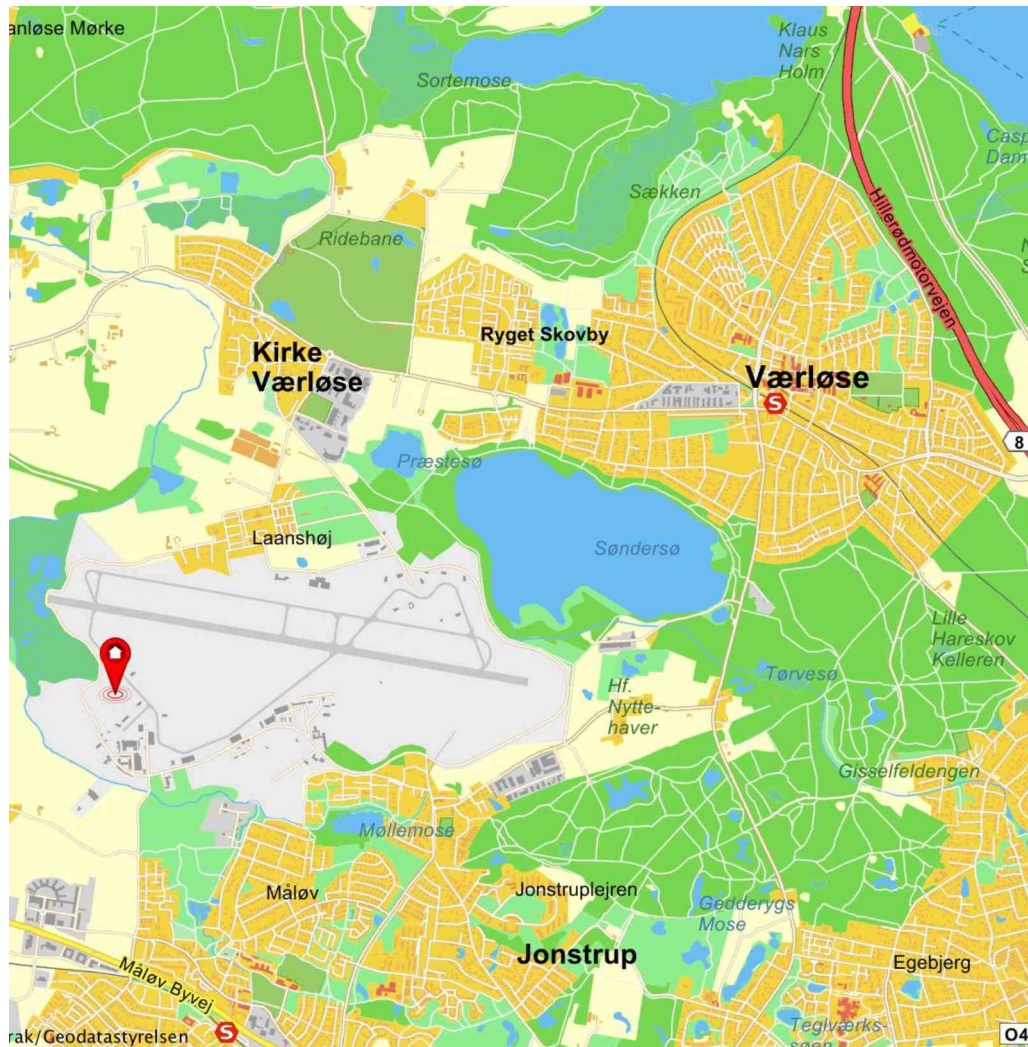 anløse Mørke
Klaus
Nars
Holm
Sortemose
Casp
Dam
Sækken
Hillerødmotorvejen
Ridebane
N
S
Ryget Skovby
Kirke
Værløse
Værløse
S
8
Præstesø
Laanshøj
Søndersø
Lille
Hareskov
Kelleren
Tørvesø
Hf.
Nytte-
haver
Gisselfeldengen
Møllemose
Måløv
Jonstruplejren
Gedderygs
Mose
Jonstrup
Egebjerg
Måløv Byvej
S
Teglværks-
søen
rak/Geodatastyrelsen
O4